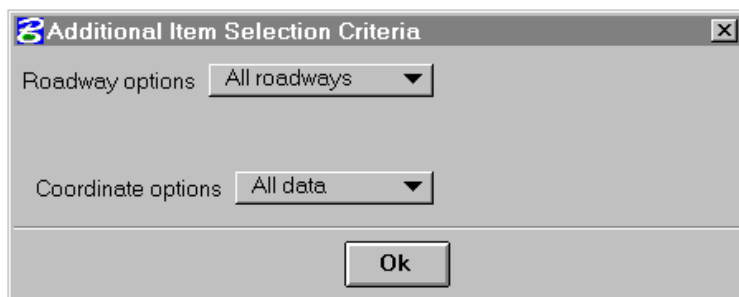 Additional Item Selection Criteria
Roadway options All roadways
Coordinate options All data
Ok